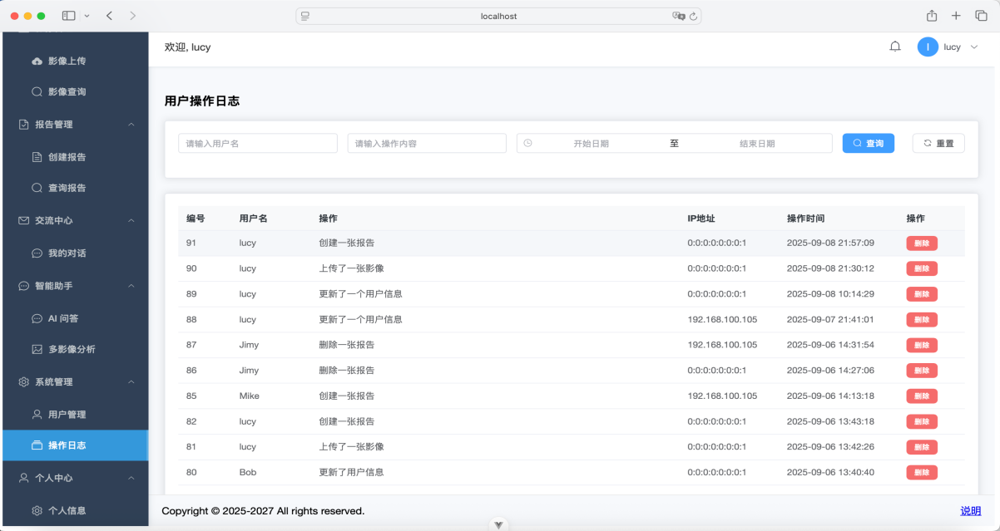 localhost
影像上传
影像查询
报告管理
创建报告
查询报告
交流中心
我的对话
智能助手
AI 问答
多影像分析
系统管理
用户管理
操作日志
个人中心
个人信息
欢迎, lucy
l lucy
用户操作日志
请输入用户名 请输入操作内容 开始日期 至 结束日期 查询 重置
编号 用户名 操作 IP地址 操作时间 操作
91 lucy 创建一张报告 0:0:0:0:0:0:0:1 2025-09-08 21:57:09 删除
90 lucy 上传了一张影像 0:0:0:0:0:0:0:1 2025-09-08 21:30:12 删除
89 lucy 更新了一个用户信息 0:0:0:0:0:0:0:1 2025-09-08 10:14:29 删除
88 lucy 更新了一个用户信息 192.168.100.105 2025-09-07 21:41:01 删除
87 Jimy 删除一张报告 192.168.100.105 2025-09-06 14:31:54 删除
86 Jimy 删除一张报告 0:0:0:0:0:0:0:1 2025-09-06 14:27:06 删除
85 Mike 创建一张报告 192.168.100.105 2025-09-06 14:13:18 删除
82 lucy 创建一张报告 0:0:0:0:0:0:0:1 2025-09-06 13:43:18 删除
81 lucy 上传了一张影像 0:0:0:0:0:0:0:1 2025-09-06 13:42:26 删除
80 Bob 更新了用户信息 0:0:0:0:0:0:0:1 2025-09-06 13:40:40 删除
Copyright © 2025-2027 All rights reserved. 说明